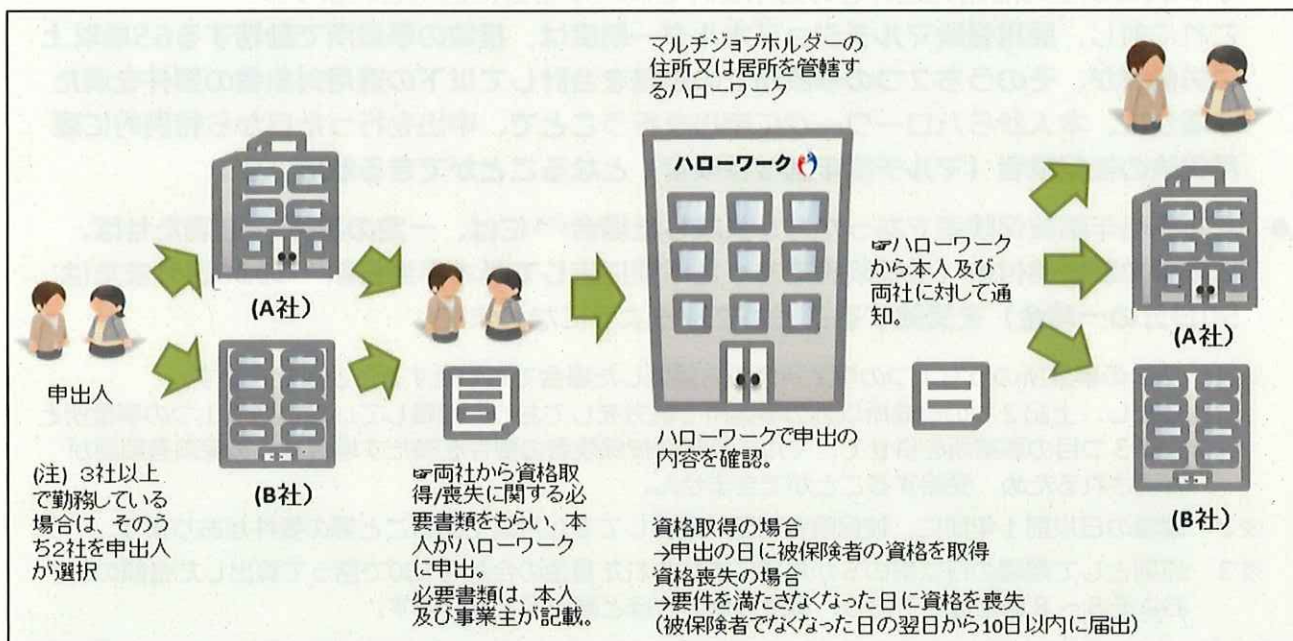 申出人
(注) 3社以上
で勤務している
場合は、そのう
ち2社を申出人
が選択
(A社)
(B社)
☞両社から資格取
得/喪失に関する必
要書類をもらい、本
人がハローワーク
に申出。
必要書類は、本人
及び事業主が記載。
マルチジョブホルダーの
住所又は居所を管轄す
るハローワーク
ハローワーク
ハローワークで申出の
内容を確認。
資格取得の場合
→申出の日に被保険者の資格を取得
資格喪失の場合
→要件を満たさなくなった日に資格を喪失
(被保険者でなくなった日の翌日から10日以内に届出)
☞ハローワーク
から本人及び
両社に対して通
知。
(A社)
(B社)